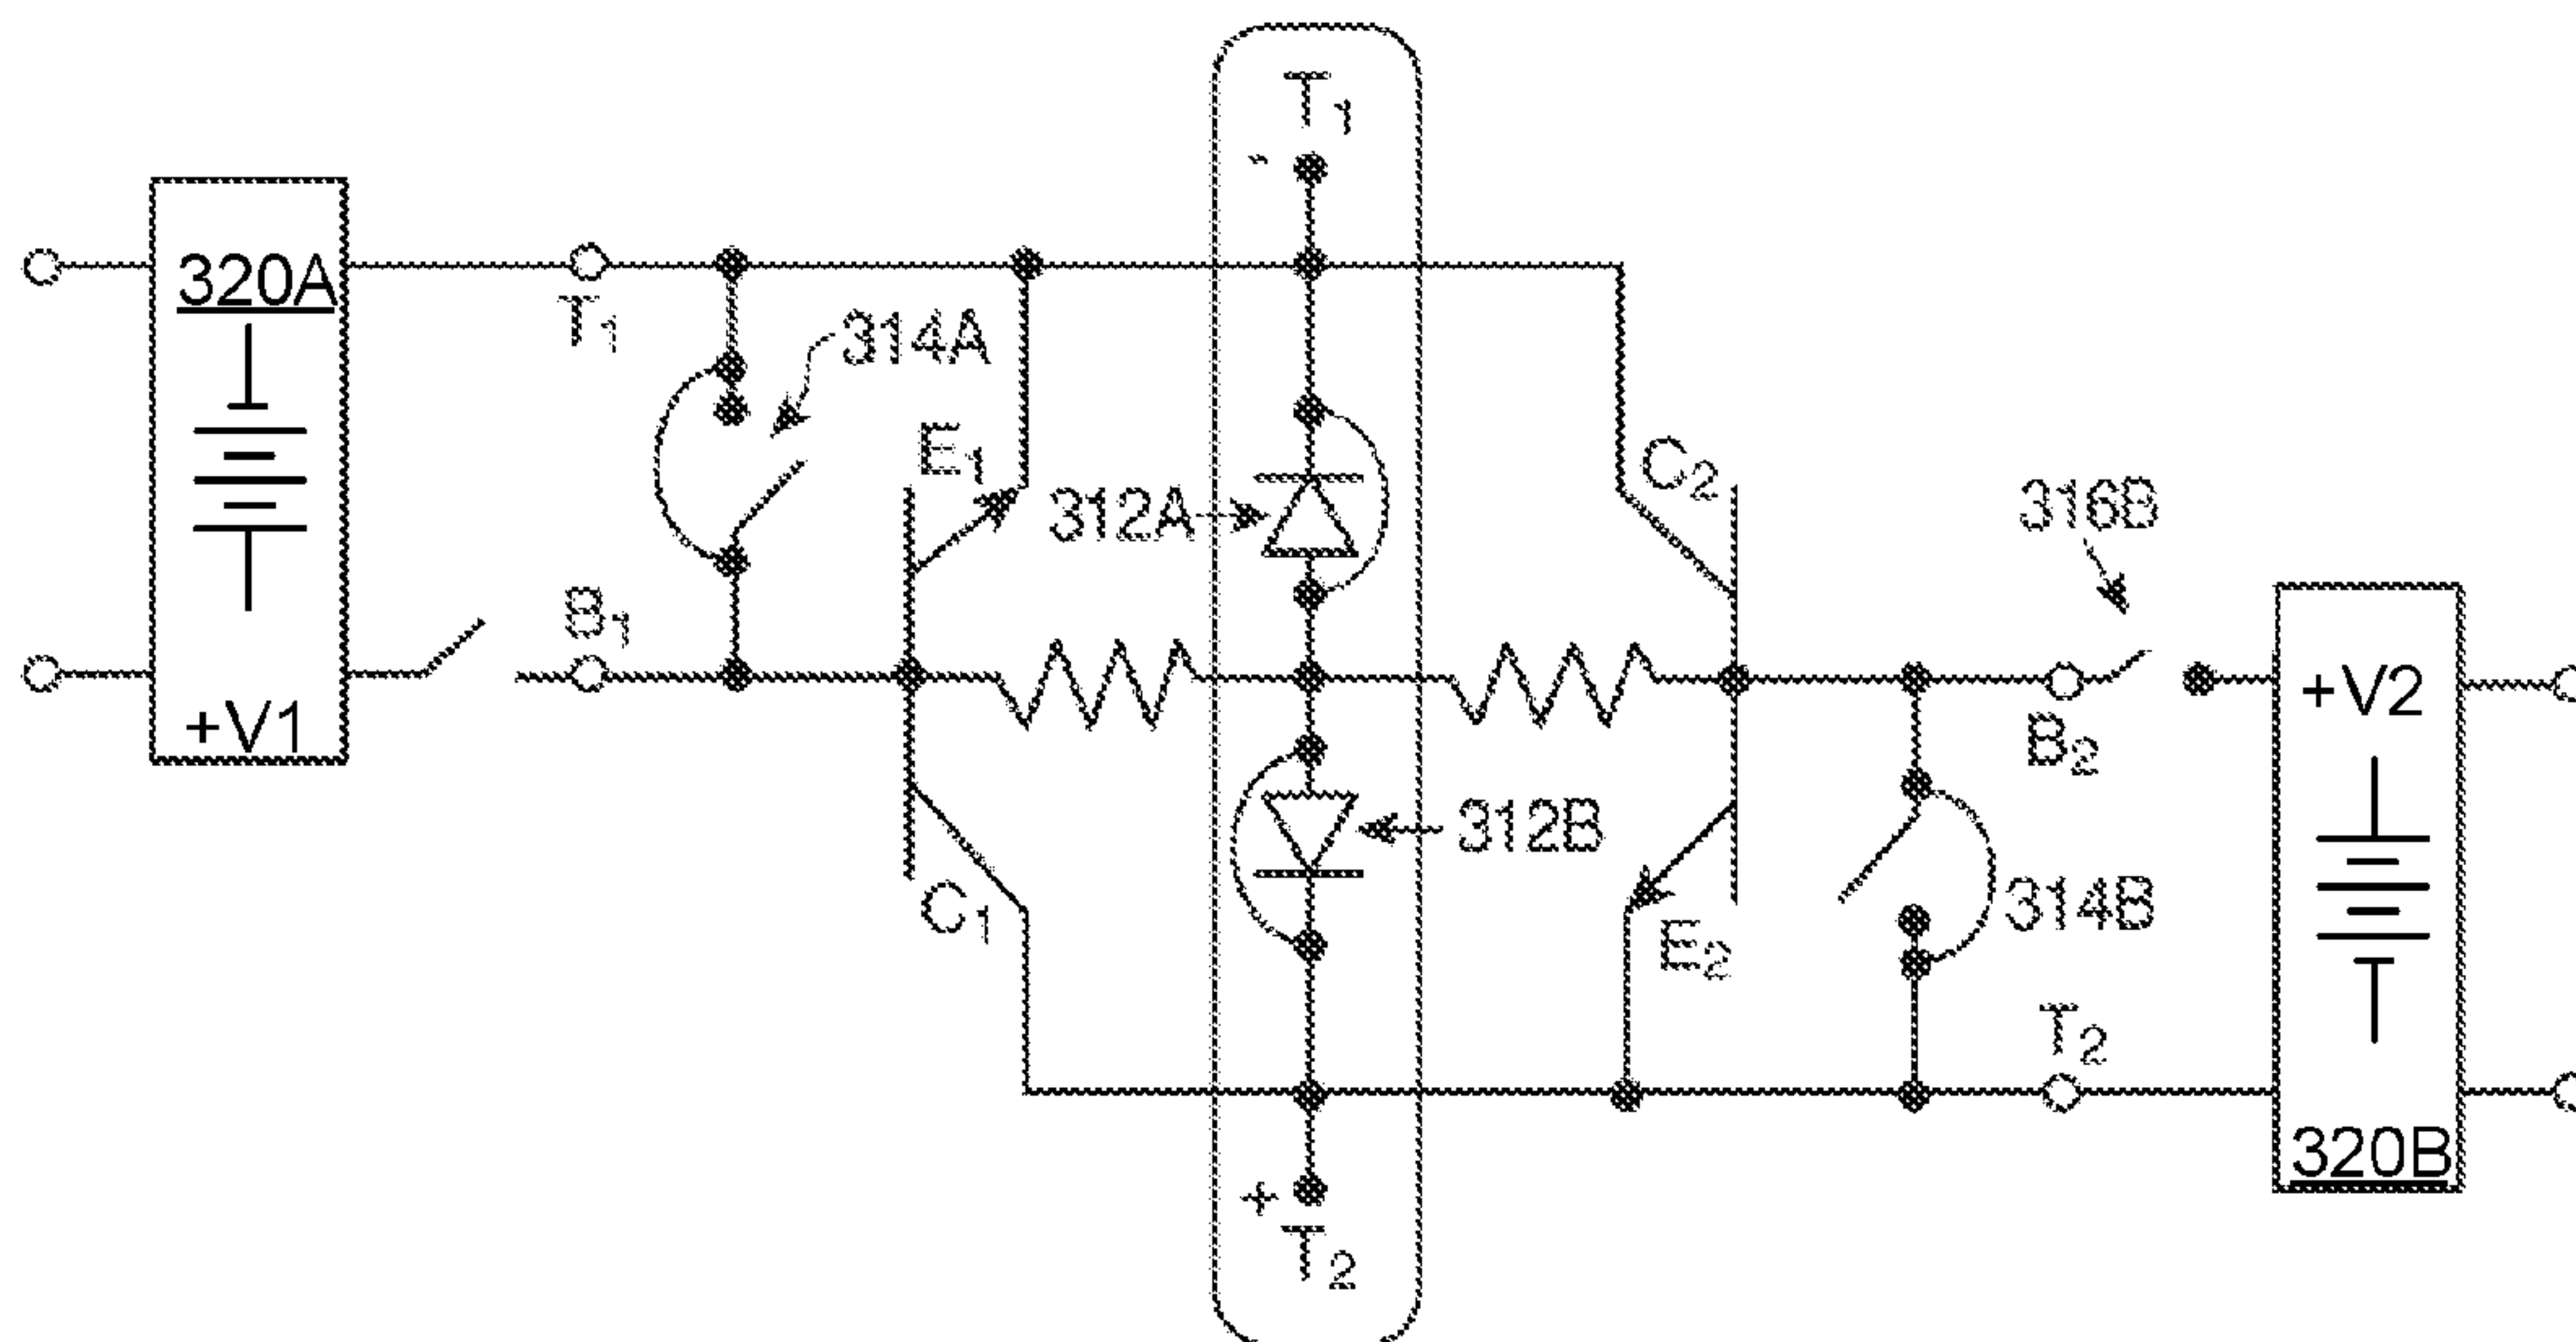 T1
-
320A
T1
314A
E1
C2
312A
316B
B1
+V1
+V2
B2
312B
C1
E2
314B
T2
+
T2
320B